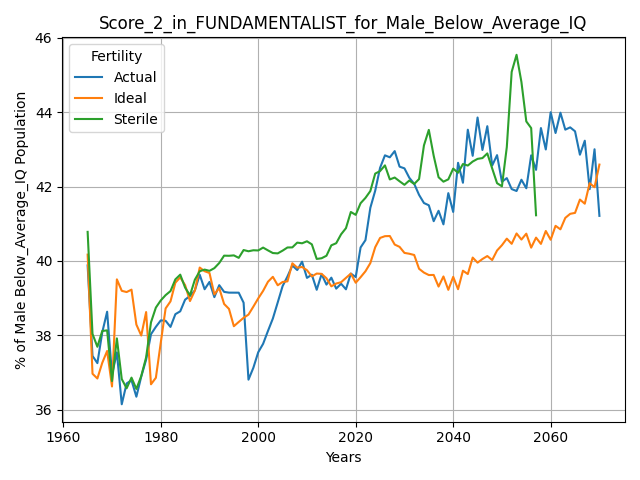 Score_2_in_FUNDAMENTALIST_for_Male_Below_Average_IQ
% of Male Below_Average_IQ Population
46
44
42
40
38
36
Fertility
Actual
Ideal
Sterile
1960 1980 2000 2020 2040 2060
Years